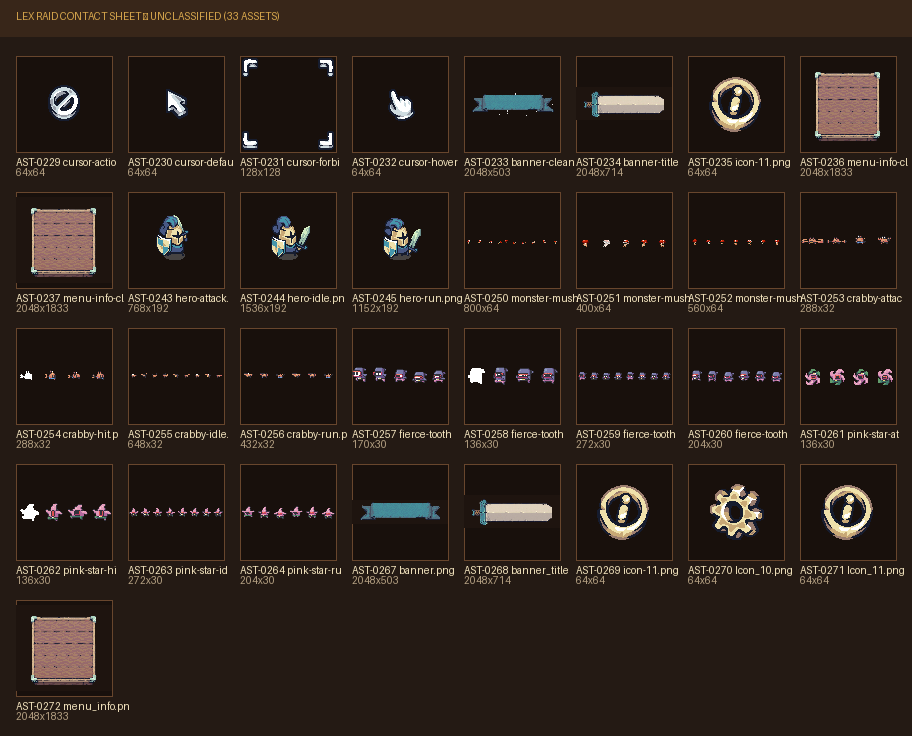 LEX RAID CONTACT SHEET UNCLASSIFIED (33 ASSETS)
AST-0229 cursor-actio
64x64
AST-0230 cursor-defau
64x64
AST-0231 cursor-forbi
128x128
AST-0232 cursor-hover
64x64
AST-0233 banner-clean
2048x503
AST-0234 banner-title
2048x714
AST-0235 icon-11.png
64x64
AST-0236 menu-info-cl
2048x1833
AST-0237 menu-info-cl
2048x1833
AST-0243 hero-attack.
768x192
AST-0244 hero-idle.pn
1536x192
AST-0245 hero-run.png
1152x192
AST-0250 monster-mush
800x64
AST-0251 monster-mush
400x64
AST-0252 monster-mush
560x64
AST-0253 crabby-attac
288x32
AST-0254 crabby-hit.p
288x32
AST-0255 crabby-idle.
648x32
AST-0256 crabby-run.p
432x32
AST-0257 fierce-tooth
170x30
AST-0258 fierce-tooth
136x30
AST-0259 fierce-tooth
272x30
AST-0260 fierce-tooth
204x30
AST-0261 pink-star-at
136x30
AST-0262 pink-star-hi
136x30
AST-0263 pink-star-id
272x30
AST-0264 pink-star-ru
204x30
AST-0267 banner.png
2048x503
AST-0268 banner_title
2048x714
AST-0269 icon-11.png
64x64
AST-0270 Icon_10.png
64x64
AST-0271 Icon_11.png
64x64
AST-0272 menu_info.pn
2048x1833